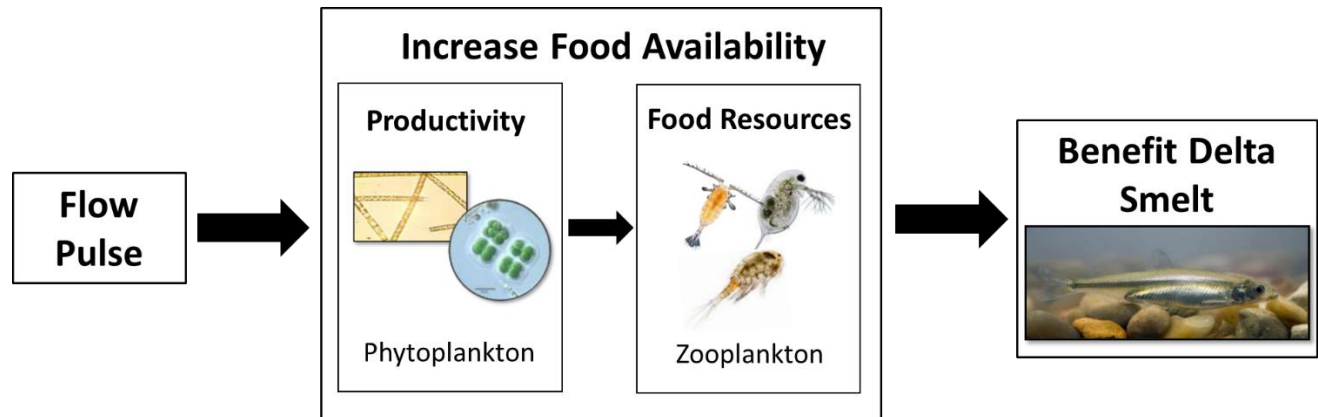 Increase Food Availability
Productivity
Food Resources
Flow
Pulse
Benefit Delta
Smelt
Phytoplankton
Zooplankton